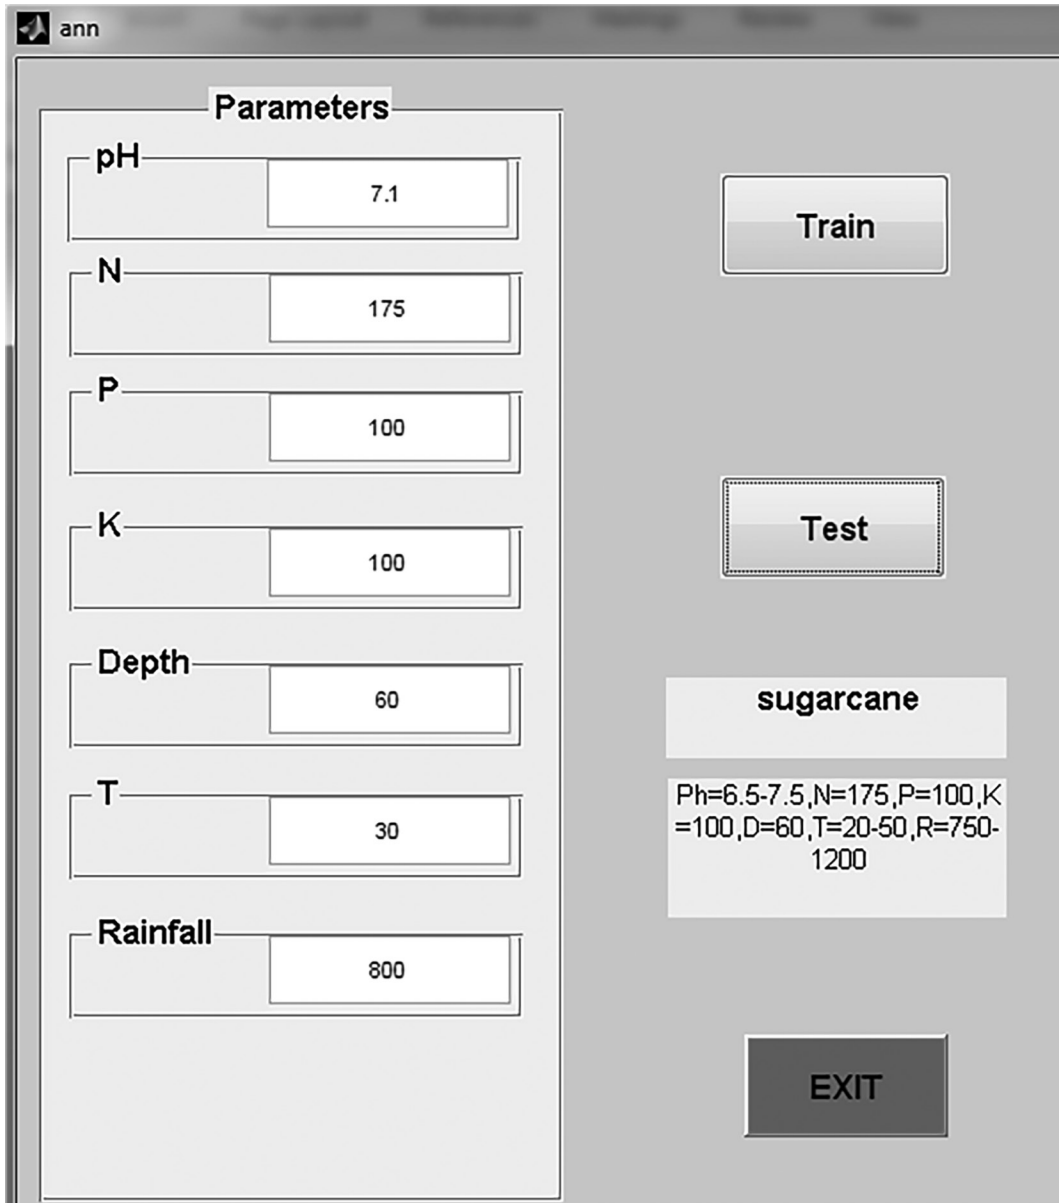 ann
Parameters
pH
7.1
N
175
P
100
K
100
Depth
60
T
30
Rainfall
800
Train
Test
sugarcane
Ph=6.5-7.5,N=175,P=100,K
=100,D=60,T=20-50,R=750-
1200
EXIT